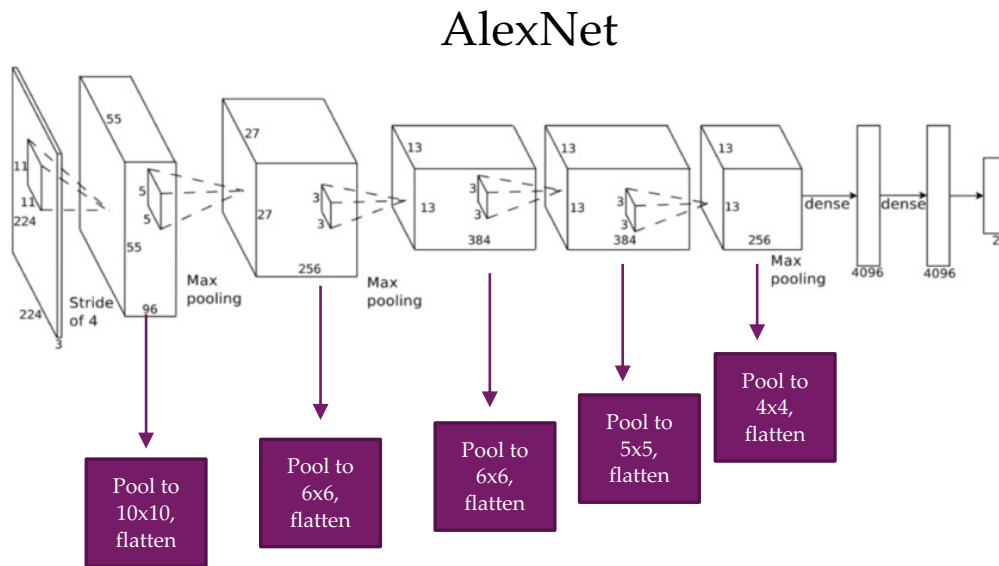 AlexNet
11
11
224
224
3
Stride
of 4
55
5
5
55
96
Max
pooling
27
27
3
3
256
Max
pooling
13
13
3
3
384
13
13
3
3
384
13
13
256
Max
pooling
dense
4096
dense
4096
2
Pool to
10x10,
flatten
Pool to
6x6,
flatten
Pool to
6x6,
flatten
Pool to
5x5,
flatten
Pool to
4x4,
flatten